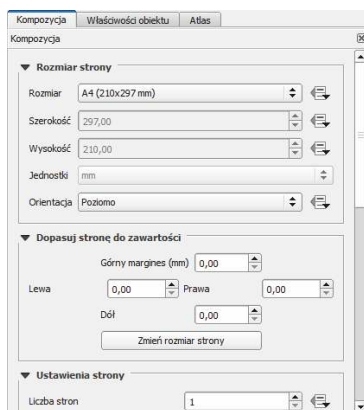 Kompozycja Właściwości obiektu Atlas
Kompozycja
Rozmiar strony
Rozmiar A4 (210x297 mm)
Szerokość 297,00
Wysokość 210,00
Jednostki mm
Orientacja Poziomo
Dopasuj stronę do zawartości
Górny margines (mm) 0,00
Lewa 0,00 Prawa 0,00
Dół 0,00
Zmień rozmiar strony
Ustawienia strony
Liczba stron 1